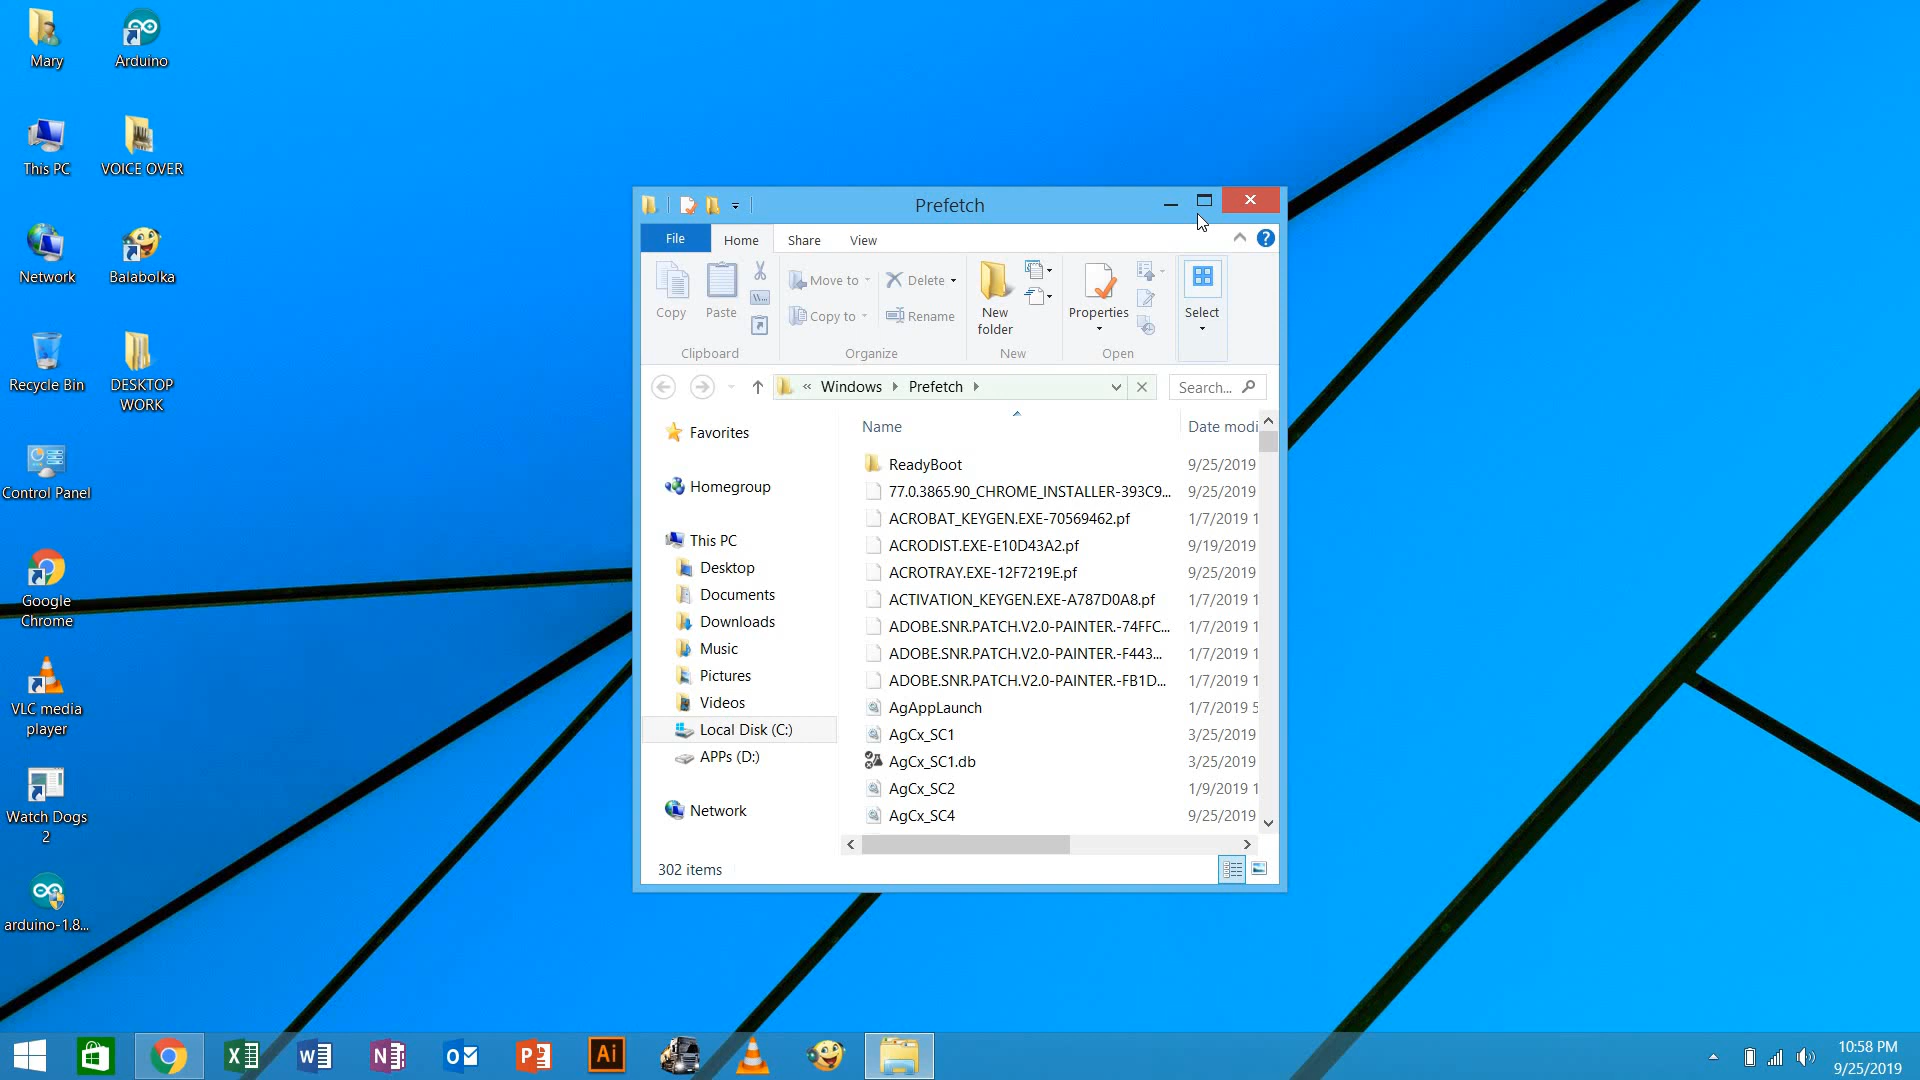 Mary
Arduino
This PC
VOICE OVER
Network
Balabolka
Recycle Bin
DESKTOP
WORK
Control Panel
Google
Chrome
VLC media
player
Watch Dogs
2
arduino-1.8...
Prefetch
File
Home
Share
View
Copy
Paste
Move to
Copy to
Delete
Rename
New
folder
Properties
Select
Clipboard
Organize
New
Open
« Windows Prefetch
Search...
Name
Date modi
ReadyBoot 9/25/2019
77.0.3865.90_CHROME_INSTALLER-393C9... 9/25/2019
ACROBAT_KEYGEN.EXE-70569462.pf 1/7/2019 1
ACRODIST.EXE-E10D43A2.pf 9/19/2019
ACROTRAY.EXE-12F7219E.pf 9/25/2019
ACTIVATION_KEYGEN.EXE-A787D0A8.pf 1/7/2019 1
ADOBE.SNR.PATCH.V2.0-PAINTER.-74FFC... 1/7/2019 1
ADOBE.SNR.PATCH.V2.0-PAINTER.-F443... 1/7/2019 1
ADOBE.SNR.PATCH.V2.0-PAINTER.-FB1D... 1/7/2019 1
AgAppLaunch 1/7/2019 5
AgCx_SC1 3/25/2019
AgCx_SC1.db 3/25/2019
AgCx_SC2 1/9/2019 1
AgCx_SC4 9/25/2019
Favorites
Homegroup
This PC
Desktop
Documents
Downloads
Music
Pictures
Videos
Local Disk (C:)
APPs (D:)
Network
302 items
Ai
10:58 PM
9/25/2019